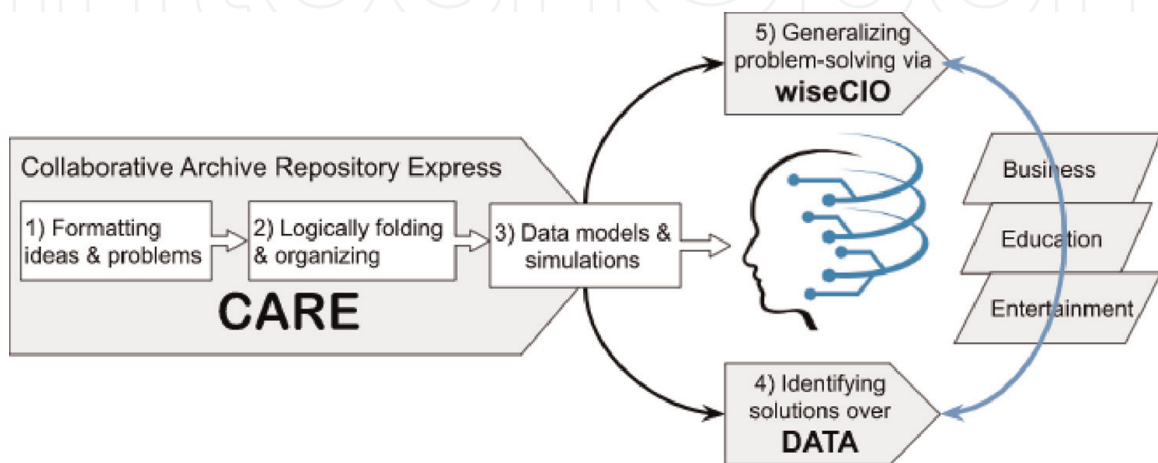 Collaborative Archive Repository Express
1) Formatting
ideas & problems
2) Logically folding
& organizing
3) Data models &
simulations
CARE
5) Generalizing
problem-solving via
wiseCIO
Business
Education
Entertainment
4) Identifying
solutions over
DATA